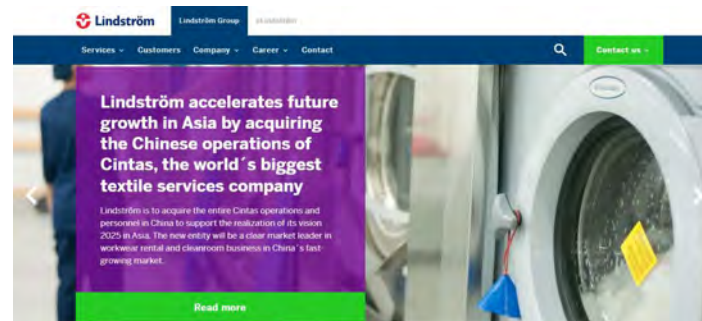 Lindström
Lindström Group
Services
Customers
Company
Career
Contact
Contact us
Lindström accelerates future
growth in Asia by acquiring
the Chinese operations of
Cintas, the world´s biggest
textile services company
Lindström is to acquire the entire Cintas operations and
personnel in China to support the realization of its vision
2025 in Asia. The new entity will be a clear market leader in
workwear rental and cleanroom business in China´s fast-
growing market.
Read more